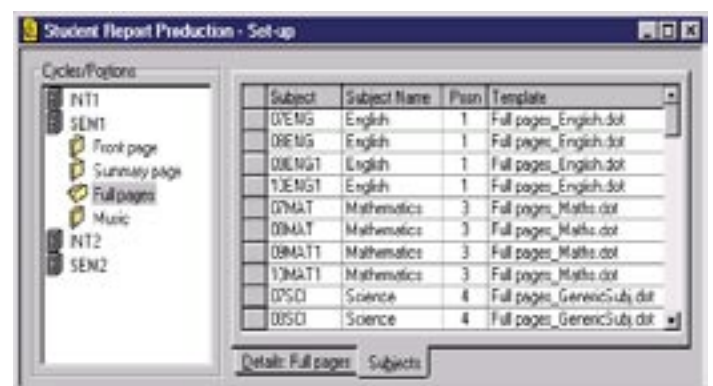 Student Report Production - Set-up
Cycles/Portions
INT1
SEM1
Front page
Summary page
Full pages
Music
INT2
SEM2
Subject Subject Name Posn Template
07ENG English 1 Full pages_English.dot
08ENG English 1 Full pages_English.dot
09ENG1 English 1 Full pages_English.dot
10ENG1 English 1 Full pages_English.dot
07MAT Mathematics 3 Full pages_Maths.dot
08MAT Mathematics 3 Full pages_Maths.dot
09MAT1 Mathematics 3 Full pages_Maths.dot
10MAT1 Mathematics 3 Full pages_Maths.dot
07SCI Science 4 Full pages_GenericSubj.dot
08SCI Science 4 Full pages_GenericSubj.dot
Details: Full pages Subjects